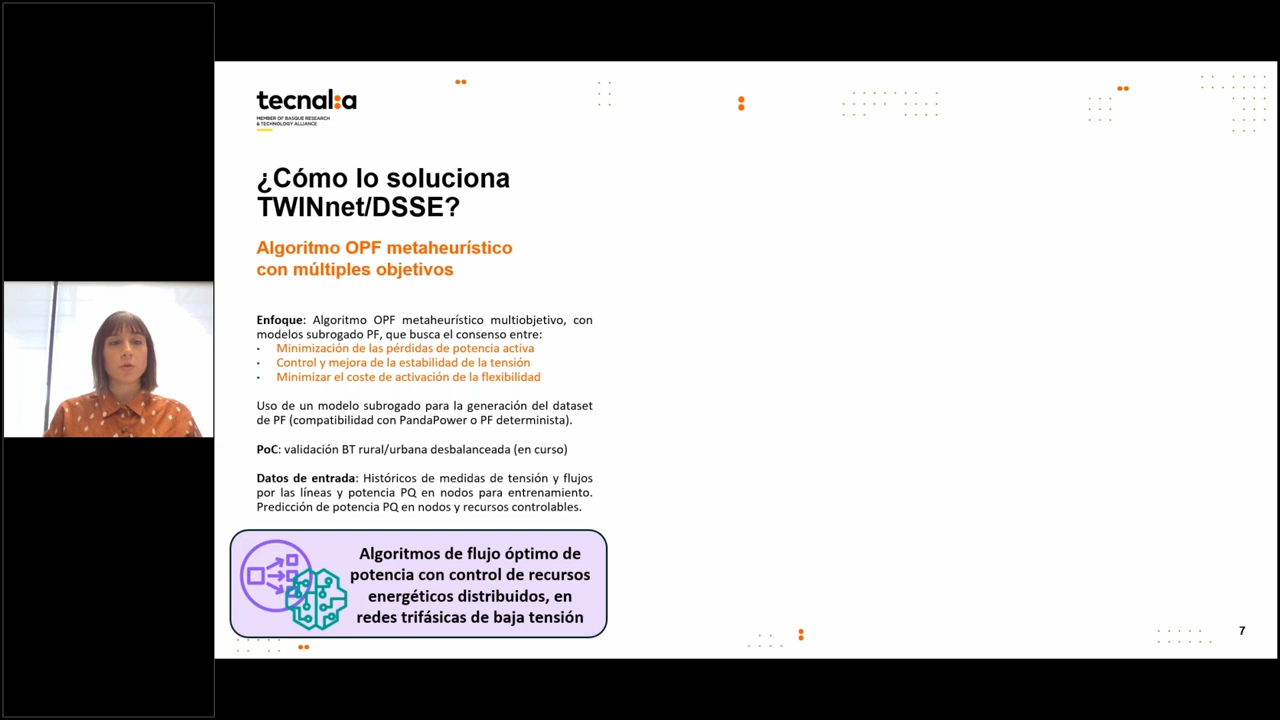 tecnal:a
MEMBER OF BASQUE RESEARCH
& TECHNOLOGY ALLIANCE
¿Cómo lo soluciona
TWINnet/DSSE?
Algoritmo OPF metaheurístico
con múltiples objetivos
Enfoque: Algoritmo OPF metaheurístico multiobjetivo, con
modelos subrogado PF, que busca el consenso entre:
• Minimización de las pérdidas de potencia activa
• Control y mejora de la estabilidad de la tensión
• Minimizar el coste de activación de la flexibilidad
Uso de un modelo subrogado para la generación del dataset
de PF (compatibilidad con PandaPower o PF determinista).
PoC: validación BT rural/urbana desbalanceada (en curso)
Datos de entrada: Históricos de medidas de tensión y flujos
por las líneas y potencia PQ en nodos para entrenamiento.
Predicción de potencia PQ en nodos y recursos controlables.
Algoritmos de flujo óptimo de
potencia con control de recursos
energéticos distribuidos, en
redes trifásicas de baja tensión
7